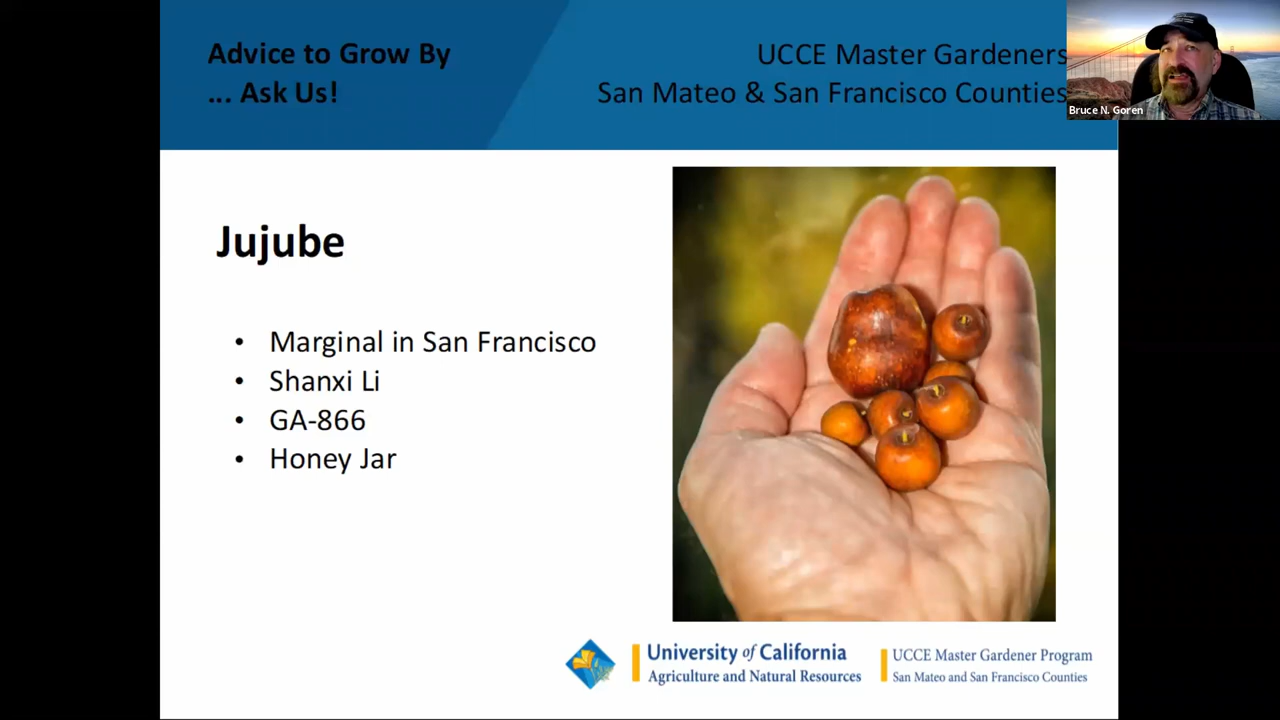 Advice to Grow By
... Ask Us!
UCCE Master Gardeners
San Mateo & San Francisco Counties
Bruce N. Goren
Jujube
• Marginal in San Francisco
• Shanxi Li
• GA-866
• Honey Jar
University of California
Agriculture and Natural Resources
UCCE Master Gardener Program
San Mateo and San Francisco Counties